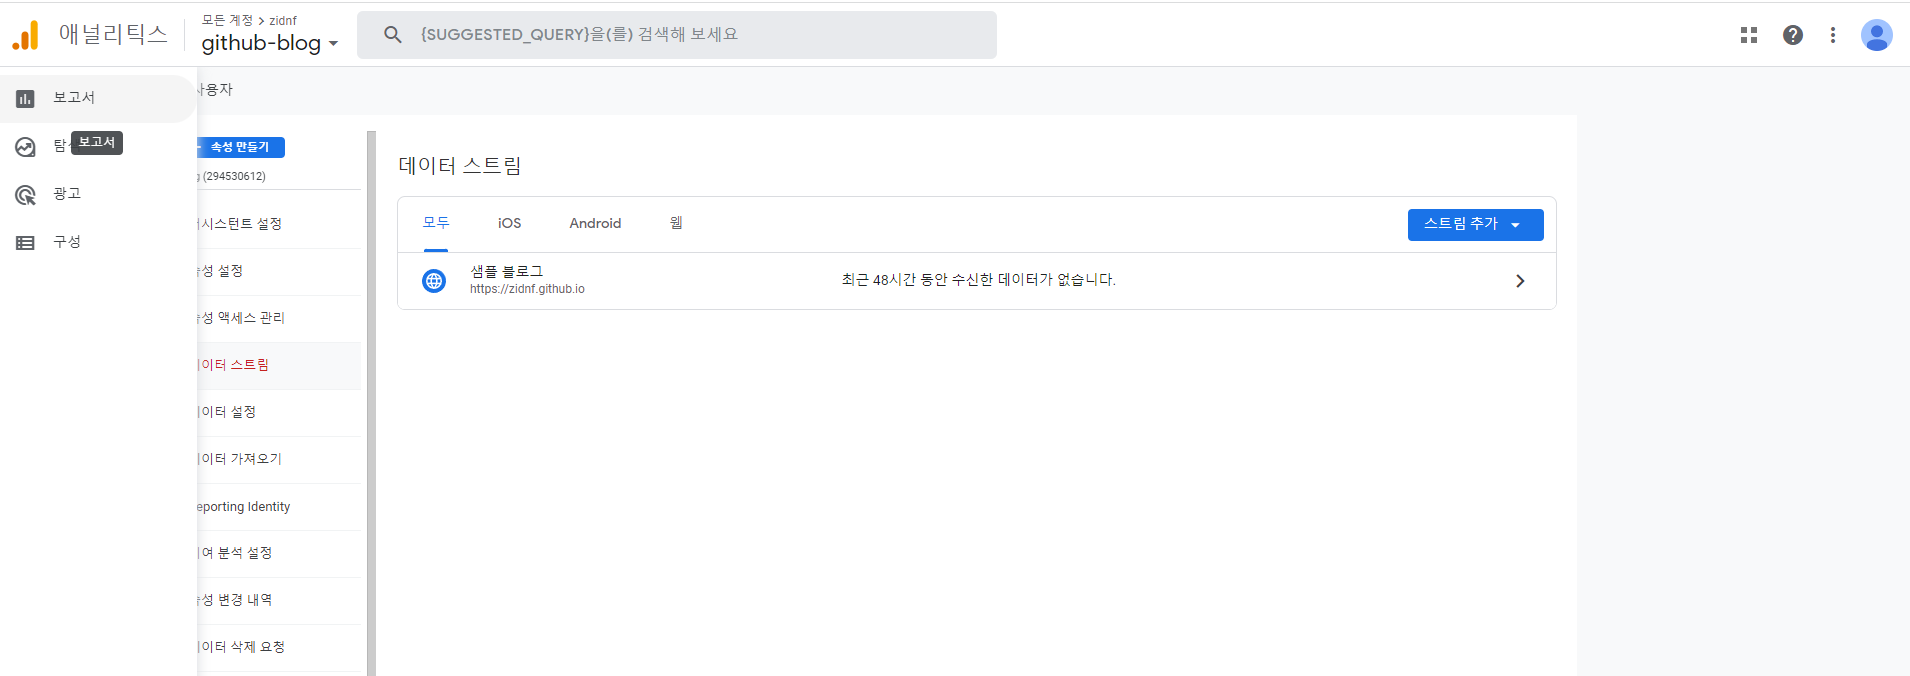 애널리틱스
모든 계정 > zidnf
github-blog
{SUGGESTED_QUERY}을(를) 검색해 보세요
보고서
보고서
광고
구성
사용자
속성 만들기
(294530612)
시스턴트 설정
성 설정
성 액세스 관리
이터 스트림
이터 설정
이터 가져오기
eporting Identity
여 분석 설정
성 변경 내역
이터 삭제 요청
데이터 스트림
모두 iOS Android 웹
스트림 추가
샘플 블로그
https://zidnf.github.io
최근 48시간 동안 수신한 데이터가 없습니다.